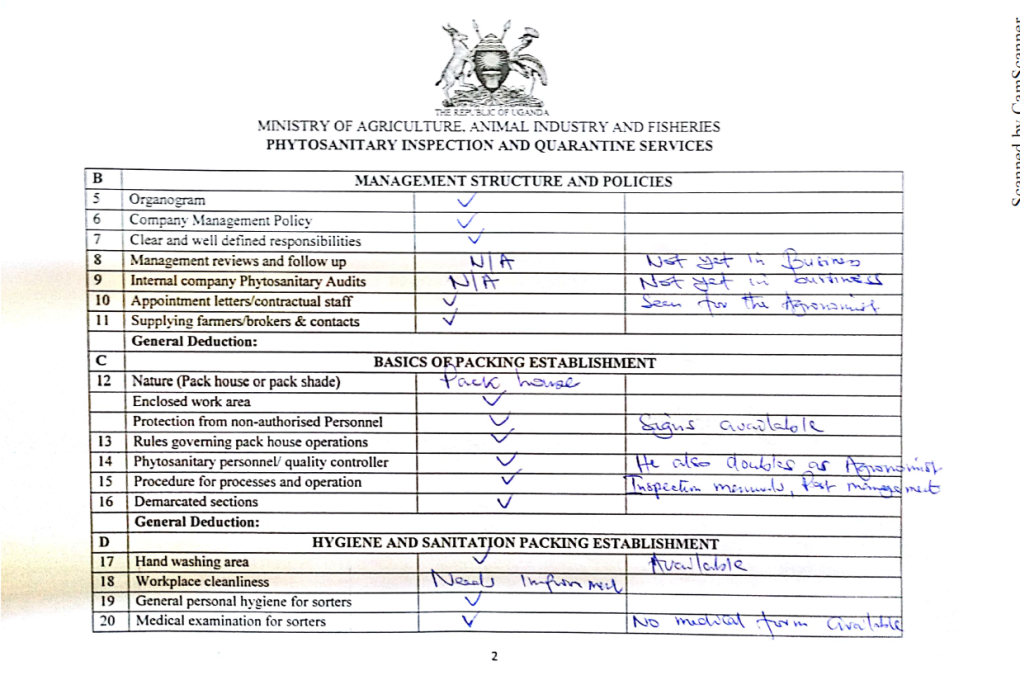 THE REPUBLIC OF UGANDA
MINISTRY OF AGRICULTURE, ANIMAL INDUSTRY AND FISHERIES
PHYTOSANITARY INSPECTION AND QUARANTINE SERVICES
B MANAGEMENT STRUCTURE AND POLICIES
5 Organogram ✓
6 Company Management Policy ✓
7 Clear and well defined responsibilities ✓
8 Management reviews and follow up N/A Not yet in Business
9 Internal company Phytosanitary Audits N/A Not yet in business
10 Appointment letters/contractual staff ✓ Seen for the Agronomist
11 Supplying farmers/brokers & contacts ✓
General Deduction:
C BASICS OF PACKING ESTABLISHMENT
12 Nature (Pack house or pack shade) Pack house
Enclosed work area ✓
Protection from non-authorised Personnel ✓ Signs available
13 Rules governing pack house operations ✓
14 Phytosanitary personnel/ quality controller ✓ He also doubles as Agronomist
15 Procedure for processes and operation ✓ Inspection manuals, management
16 Demarcated sections ✓
General Deduction:
D HYGIENE AND SANITATION PACKING ESTABLISHMENT
17 Hand washing area ✓ Available
18 Workplace cleanliness Needs
19 General personal hygiene for sorters ✓
20 Medical examination for sorters ✓ No medical form available
2
Scanned by CamScanner